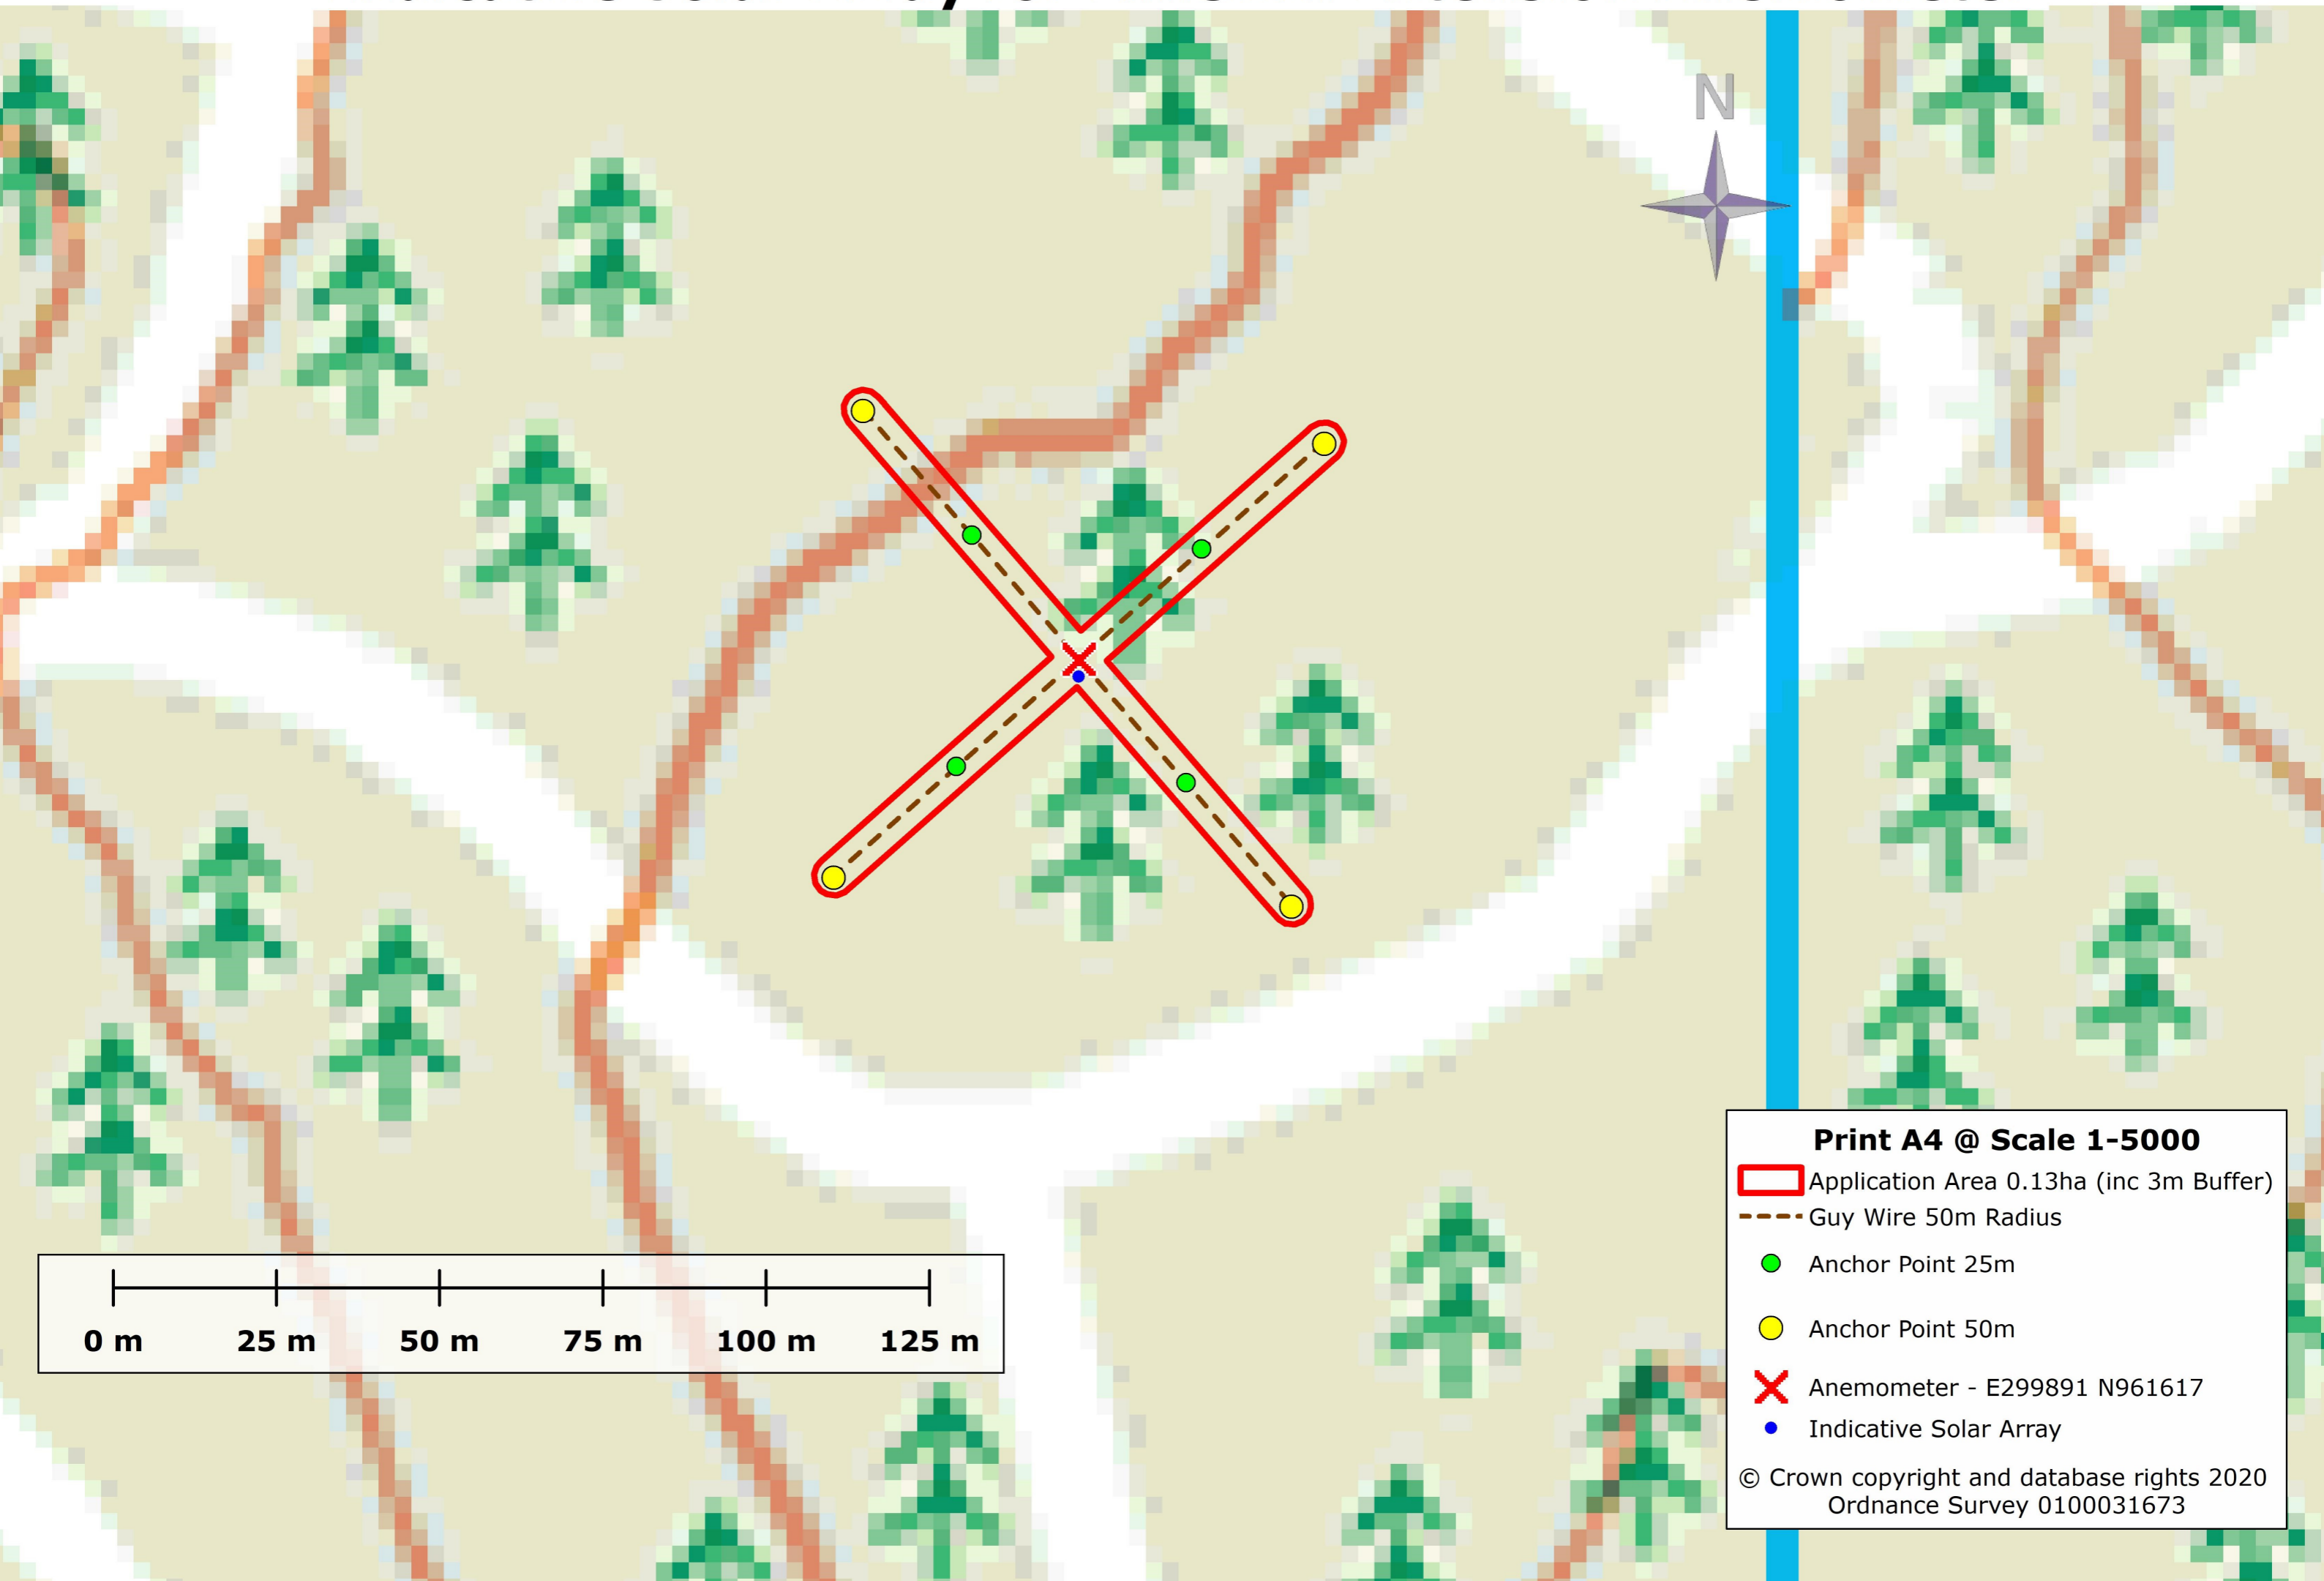 N
Print A4 @ Scale 1-5000
Application Area 0.13ha (inc 3m Buffer)
Guy Wire 50m Radius
Anchor Point 25m
Anchor Point 50m
Anemometer - E299891 N961617
Indicative Solar Array
© Crown copyright and database rights 2020
Ordnance Survey 0100031673
0 m 25 m 50 m 75 m 100 m 125 m